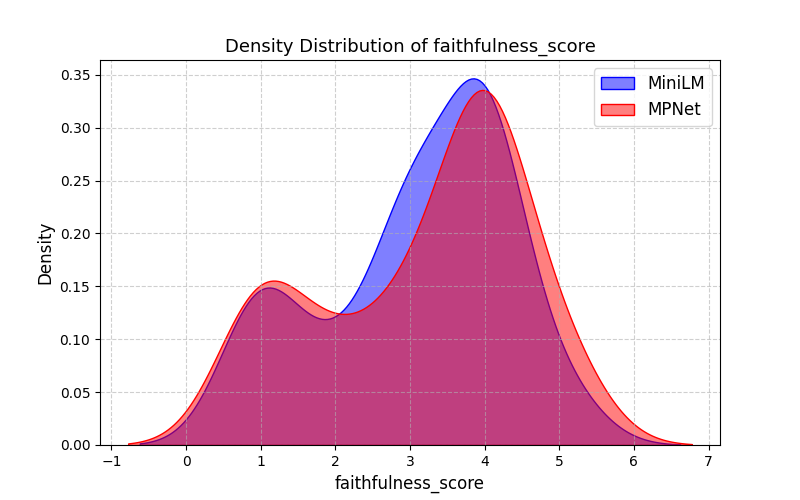 Density Distribution of faithfulness_score
MiniLM
MPNet
Density
0.35
0.30
0.25
0.20
0.15
0.10
0.05
0.00
−1 0 1 2 3 4 5 6 7
faithfulness_score